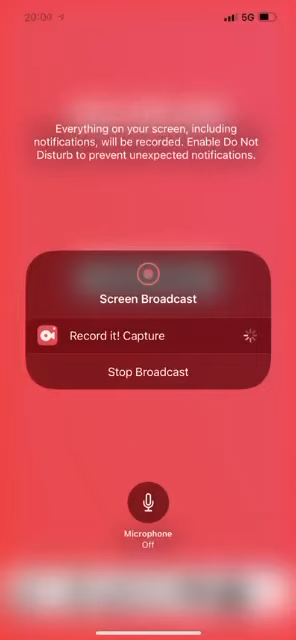 20:00
5G
Everything on your screen, including
notifications, will be recorded. Enable Do Not
Disturb to prevent unexpected notifications.
Screen Broadcast
Record it! Capture
Stop Broadcast
Microphone
Off